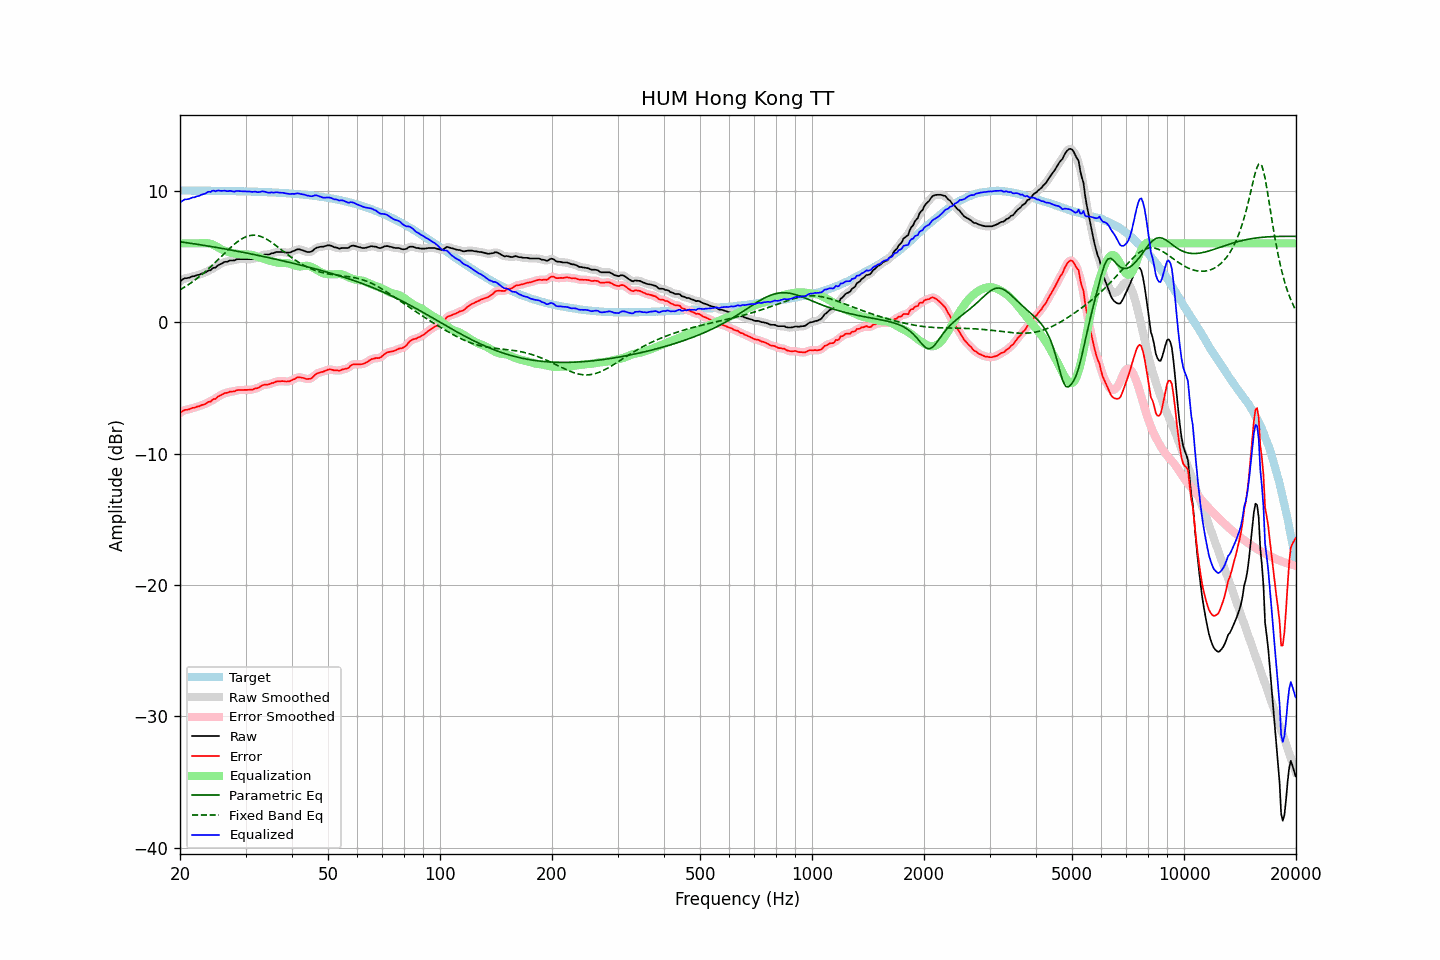 HUM Hong Kong TT
Amplitude (dBr)
10
0
−10
−20
−30
−40
Target
Raw Smoothed
Error Smoothed
Raw
Error
Equalization
Parametric Eq
Fixed Band Eq
Equalized
20 50 100 200 500 1000 2000 5000 10000 20000
Frequency (Hz)